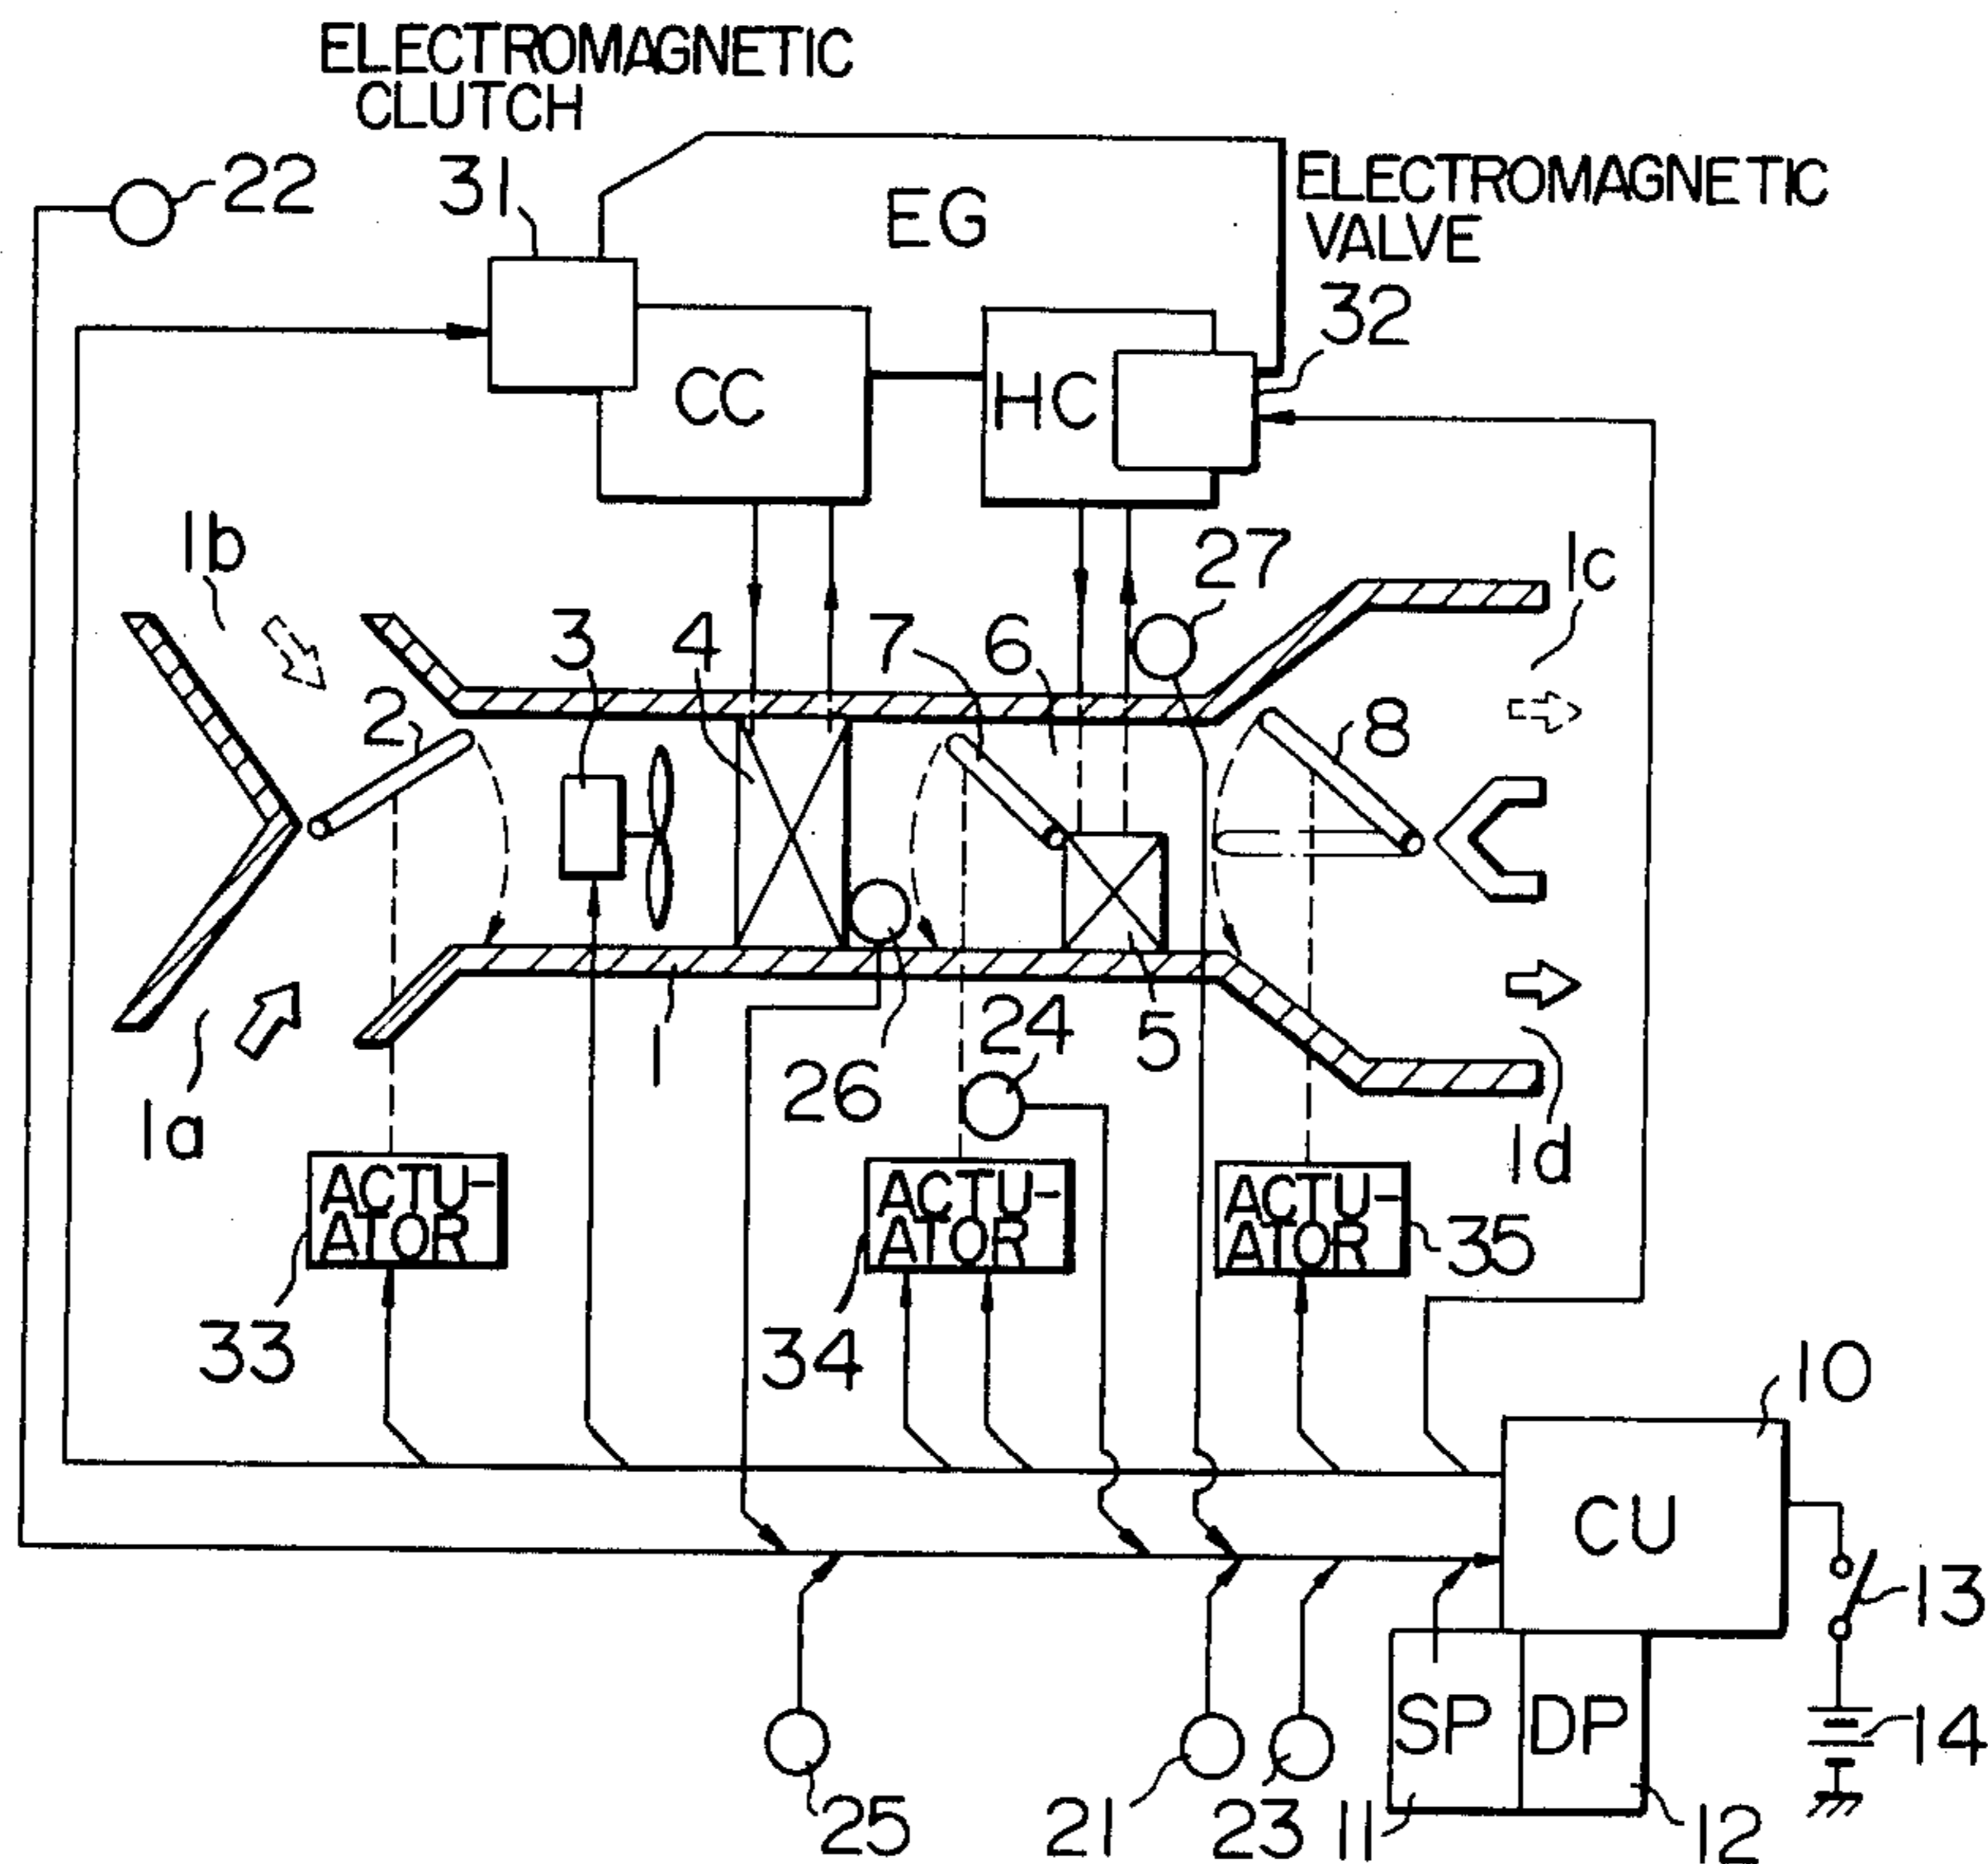 ELECTROMAGNETIC
CLUTCH
31
22
EG
ELECTROMAGNETIC
VALVE
32
CC
HC
1b
27
1c
3
4
7
6
2
8
1a
1
26
24
5
1d
ACTU-
ATOR
ACTU-
ATOR
ACTU-
ATOR
33
34
35
10
CU
13
SP
DP
14
25
21
23
11
12